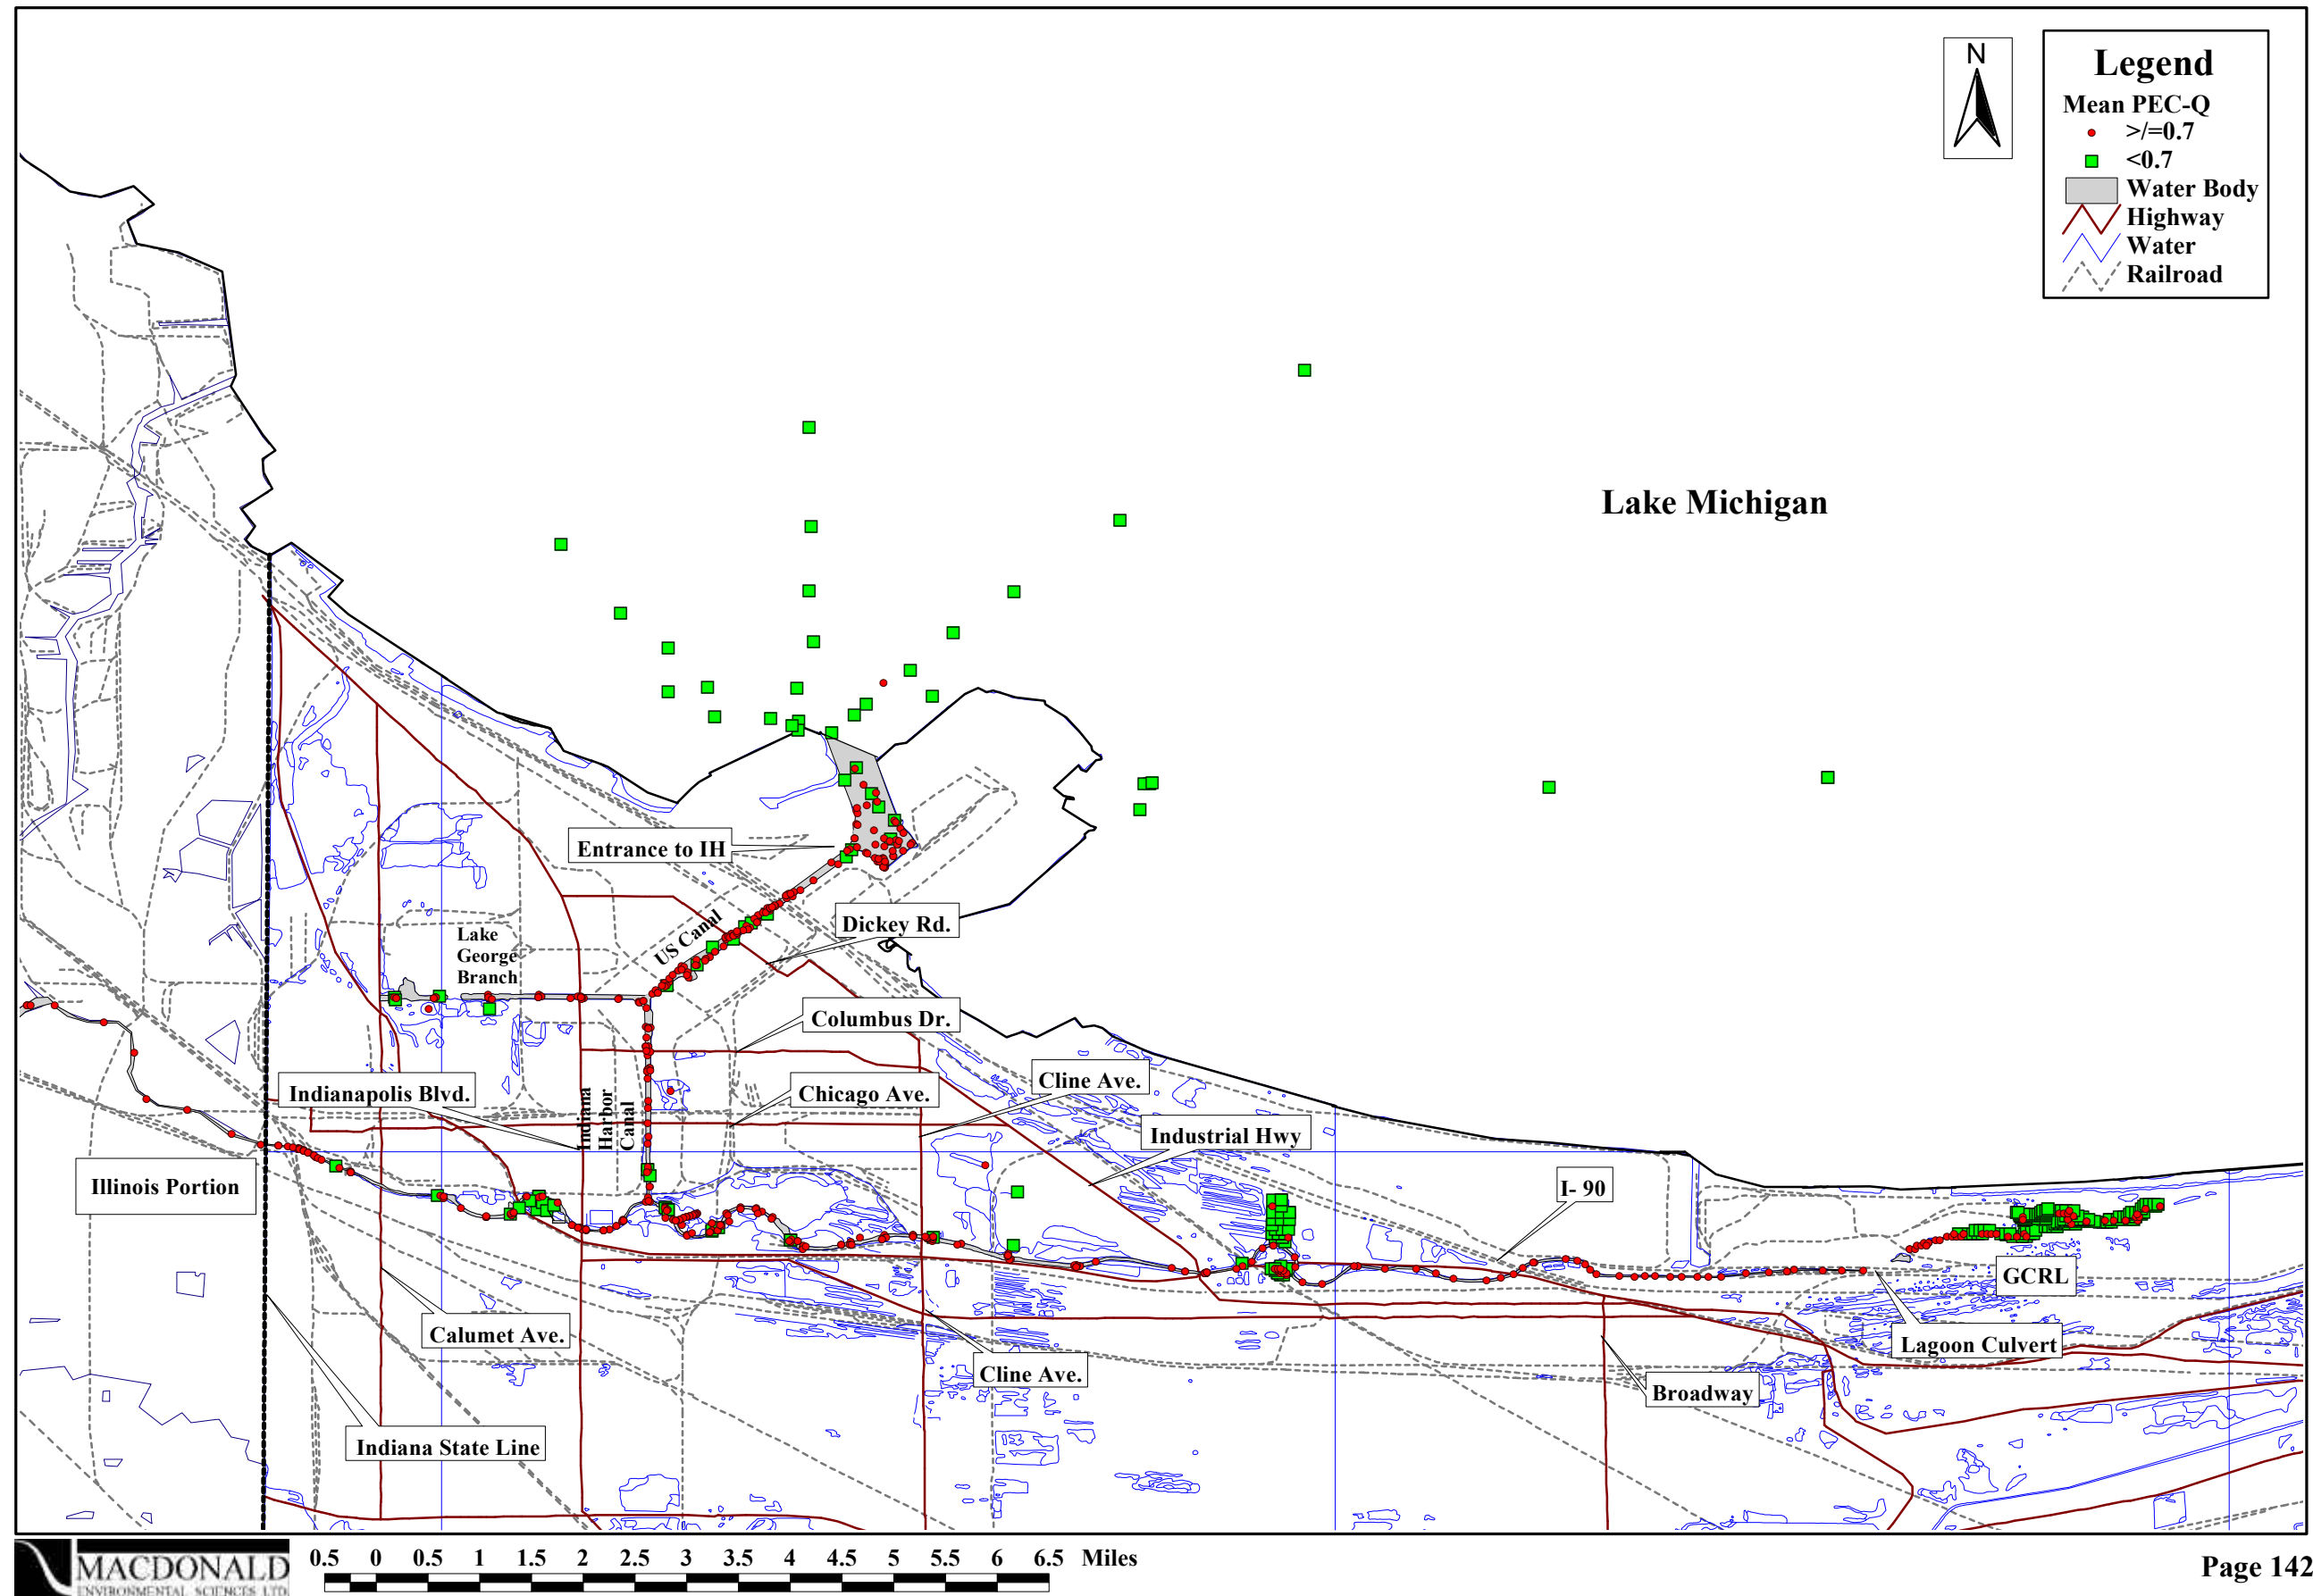 N
Legend
Mean PEC-Q
>/=0.7
<0.7
Water Body
Highway
Water
Railroad
Lake Michigan
Entrance to IH
Dickey Rd.
US Canal
Lake
George
Branch
Columbus Dr.
Cline Ave.
Indianapolis Blvd.
Chicago Ave.
Indiana
Harbor
Canal
Industrial Hwy
Illinois Portion
I- 90
GCRL
Calumet Ave.
Lagoon Culvert
Cline Ave.
Broadway
Indiana State Line
MACDONALD
ENVIRONMENTAL SCIENCES LTD.
0.5 0 0.5 1 1.5 2 2.5 3 3.5 4 4.5 5 5.5 6 6.5 Miles
Page 142